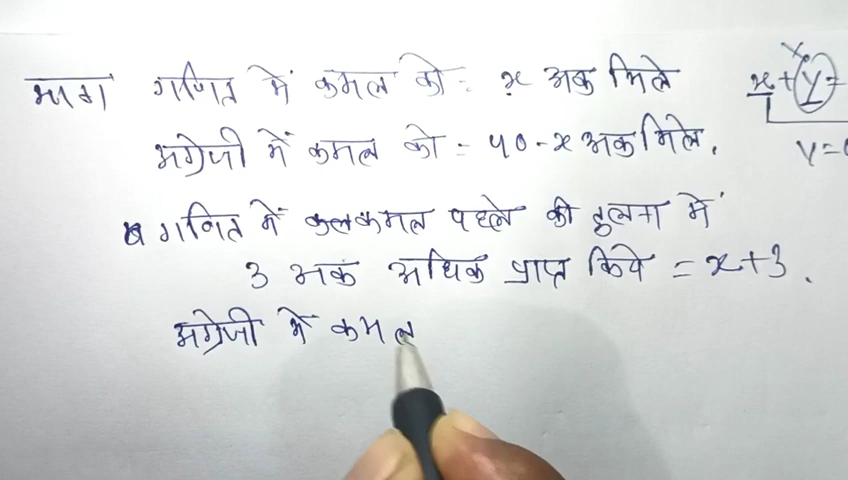 माना गणित में कमल को = x अंक मिले
अंग्रेजी में कमल को = 40 - x अंक मिले.
गणित में कमल पहले की तुलना में
3 अंक अधिक प्राप्त किये = x + 3.
अंग्रेजी में कमल
x + y =
x
y =